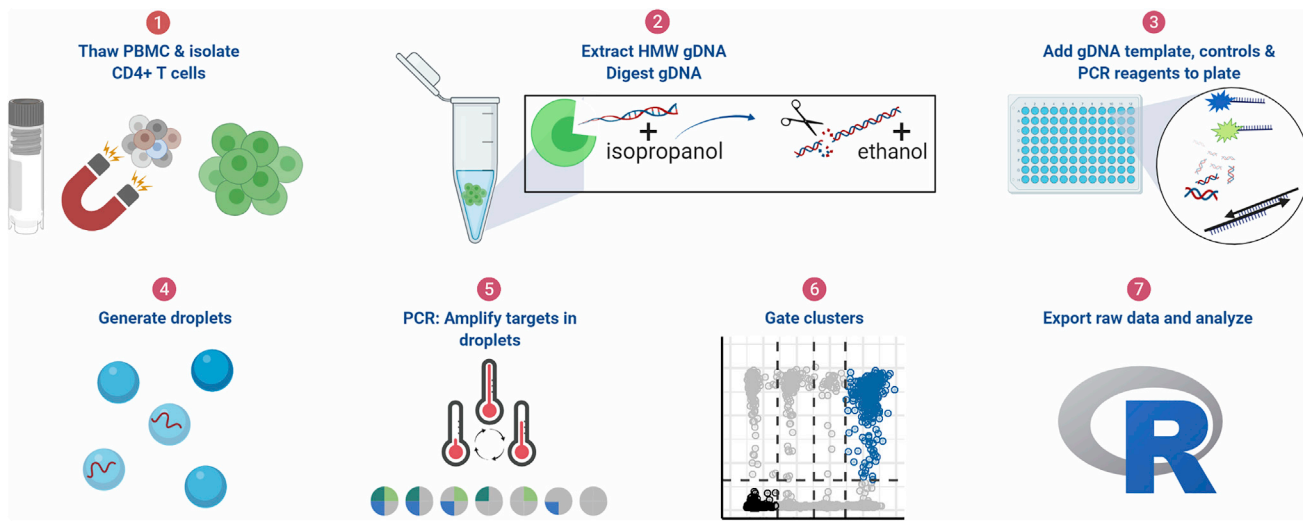 1
Thaw PBMC & isolate
CD4+ T cells
2
Extract HMW gDNA
Digest gDNA
+
isopropanol
+
ethanol
3
Add gDNA template, controls &
PCR reagents to plate
4
Generate droplets
5
PCR: Amplify targets in
droplets
6
Gate clusters
7
Export raw data and analyze
R